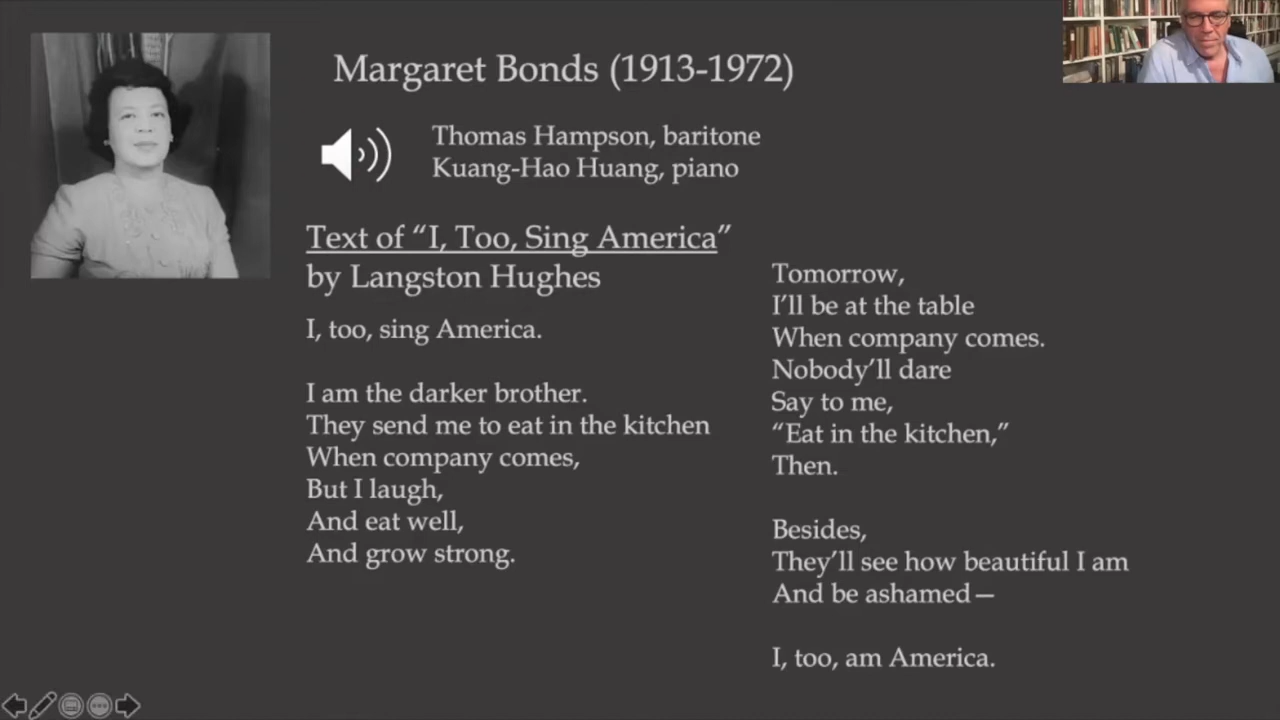 Margaret Bonds (1913-1972)
Thomas Hampson, baritone
Kuang-Hao Huang, piano
Text of “I, Too, Sing America”
by Langston Hughes
I, too, sing America.
I am the darker brother.
They send me to eat in the kitchen
When company comes,
But I laugh,
And eat well,
And grow strong.
Tomorrow,
I’ll be at the table
When company comes.
Nobody’ll dare
Say to me,
“Eat in the kitchen,”
Then.
Besides,
They’ll see how beautiful I am
And be ashamed—
I, too, am America.